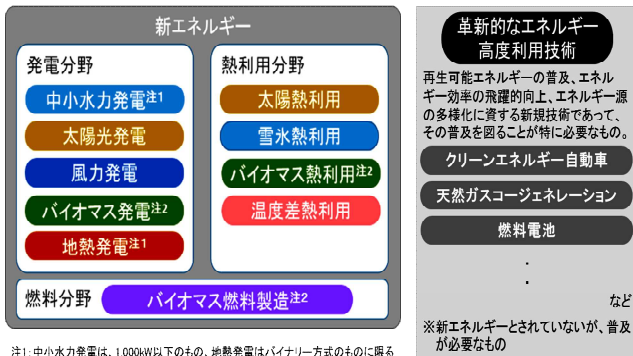 新エネルギー
発電分野
中小水力発電注1
太陽光発電
風力発電
バイオマス発電注2
地熱発電注1
熱利用分野
太陽熱利用
雪氷熱利用
バイオマス熱利用注2
温度差熱利用
燃料分野
バイオマス燃料製造注2
注1:中小水力発電は、1,000kW以下のもの、地熱発電はバイナリー方式のものに限る
革新的なエネルギー
高度利用技術
再生可能エネルギーの普及、エネル
ギー効率の飛躍的向上、エネルギー源
の多様化に資する新規技術であって、
その普及を図ることが特に必要なもの。
クリーンエネルギー自動車
天然ガスコージェネレーション
燃料電池
・
・
など
※新エネルギーとされていないが、普及
が必要なもの